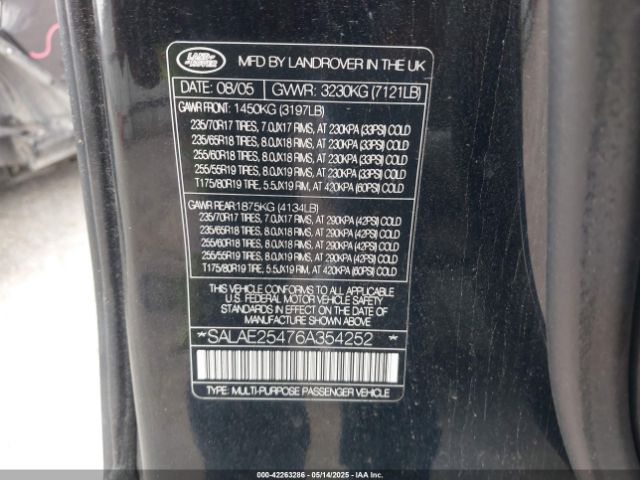 LAND ROVER
MFD BY LANDROVER IN THE UK
DATE: 08/05 GVWR: 3230KG (7121LB)
GAWR FRONT: 1450KG (3197LB)
235/70R17 TIRES, 7.0JX17 RIMS, AT 230KPA (33PSI) COLD
235/65R18 TIRES, 8.0JX18 RIMS, AT 230KPA (33PSI) COLD
255/60R18 TIRES, 8.0JX18 RIMS, AT 230KPA (33PSI) COLD
255/55R19 TIRES, 8.0JX19 RIMS, AT 230KPA (33PSI) COLD
T175/80R19 TIRE, 5.5JX19 RIM, AT 420KPA (60PSI) COLD
GAWR REAR: 1875KG (4134LB)
235/70R17 TIRES, 7.0JX17 RIMS, AT 290KPA (42PSI) COLD
235/65R18 TIRES, 8.0JX18 RIMS, AT 290KPA (42PSI) COLD
255/60R18 TIRES, 8.0JX18 RIMS, AT 290KPA (42PSI) COLD
255/55R19 TIRES, 8.0JX19 RIMS, AT 290KPA (42PSI) COLD
T175/80R19 TIRE, 5.5JX19 RIM, AT 420KPA (60PSI) COLD
THIS VEHICLE CONFORMS TO ALL APPLICABLE
U.S. FEDERAL MOTOR VEHICLE SAFETY
STANDARDS IN EFFECT ON THE DATE OF
MANUFACTURE SHOWN ABOVE
*SALAE25476A354252 *
TYPE: MULTI-PURPOSE PASSENGER VEHICLE
000-42263286 - 05/14/2025 - IAAI.COM